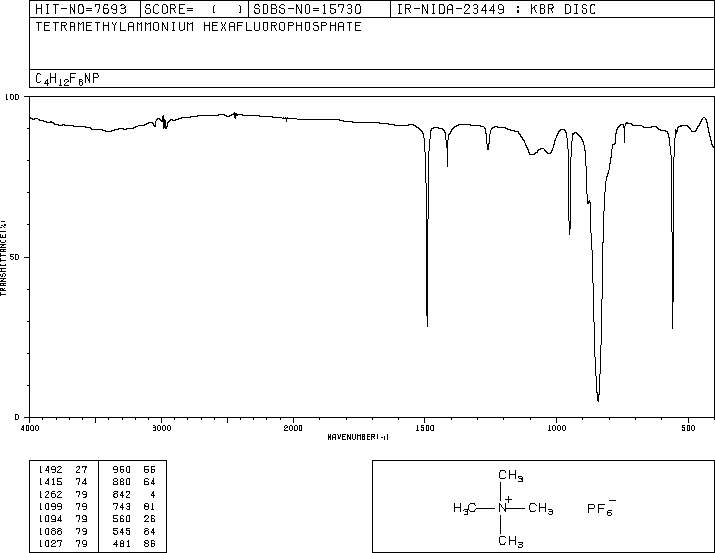 HIT-NO=7693 SCORE= ( ) SDBS-NO=15730 IR-NIDA-23449 : KBR DISC
TETRAMETHYLAMMONIUM HEXAFLUOROPHOSPHATE
C4H12F6NP
100
50
0
TRANSMITTANCE(%)
4000 3000 2000 1500 1000 500
WAVENUMBER(-1)
1492 27 950 55
1415 74 880 64
1262 79 842 4
1099 79 743 81
1094 79 560 26
1088 79 545 84
1027 79 481 86
CH3
H3C N+ CH3 PF6−
CH3